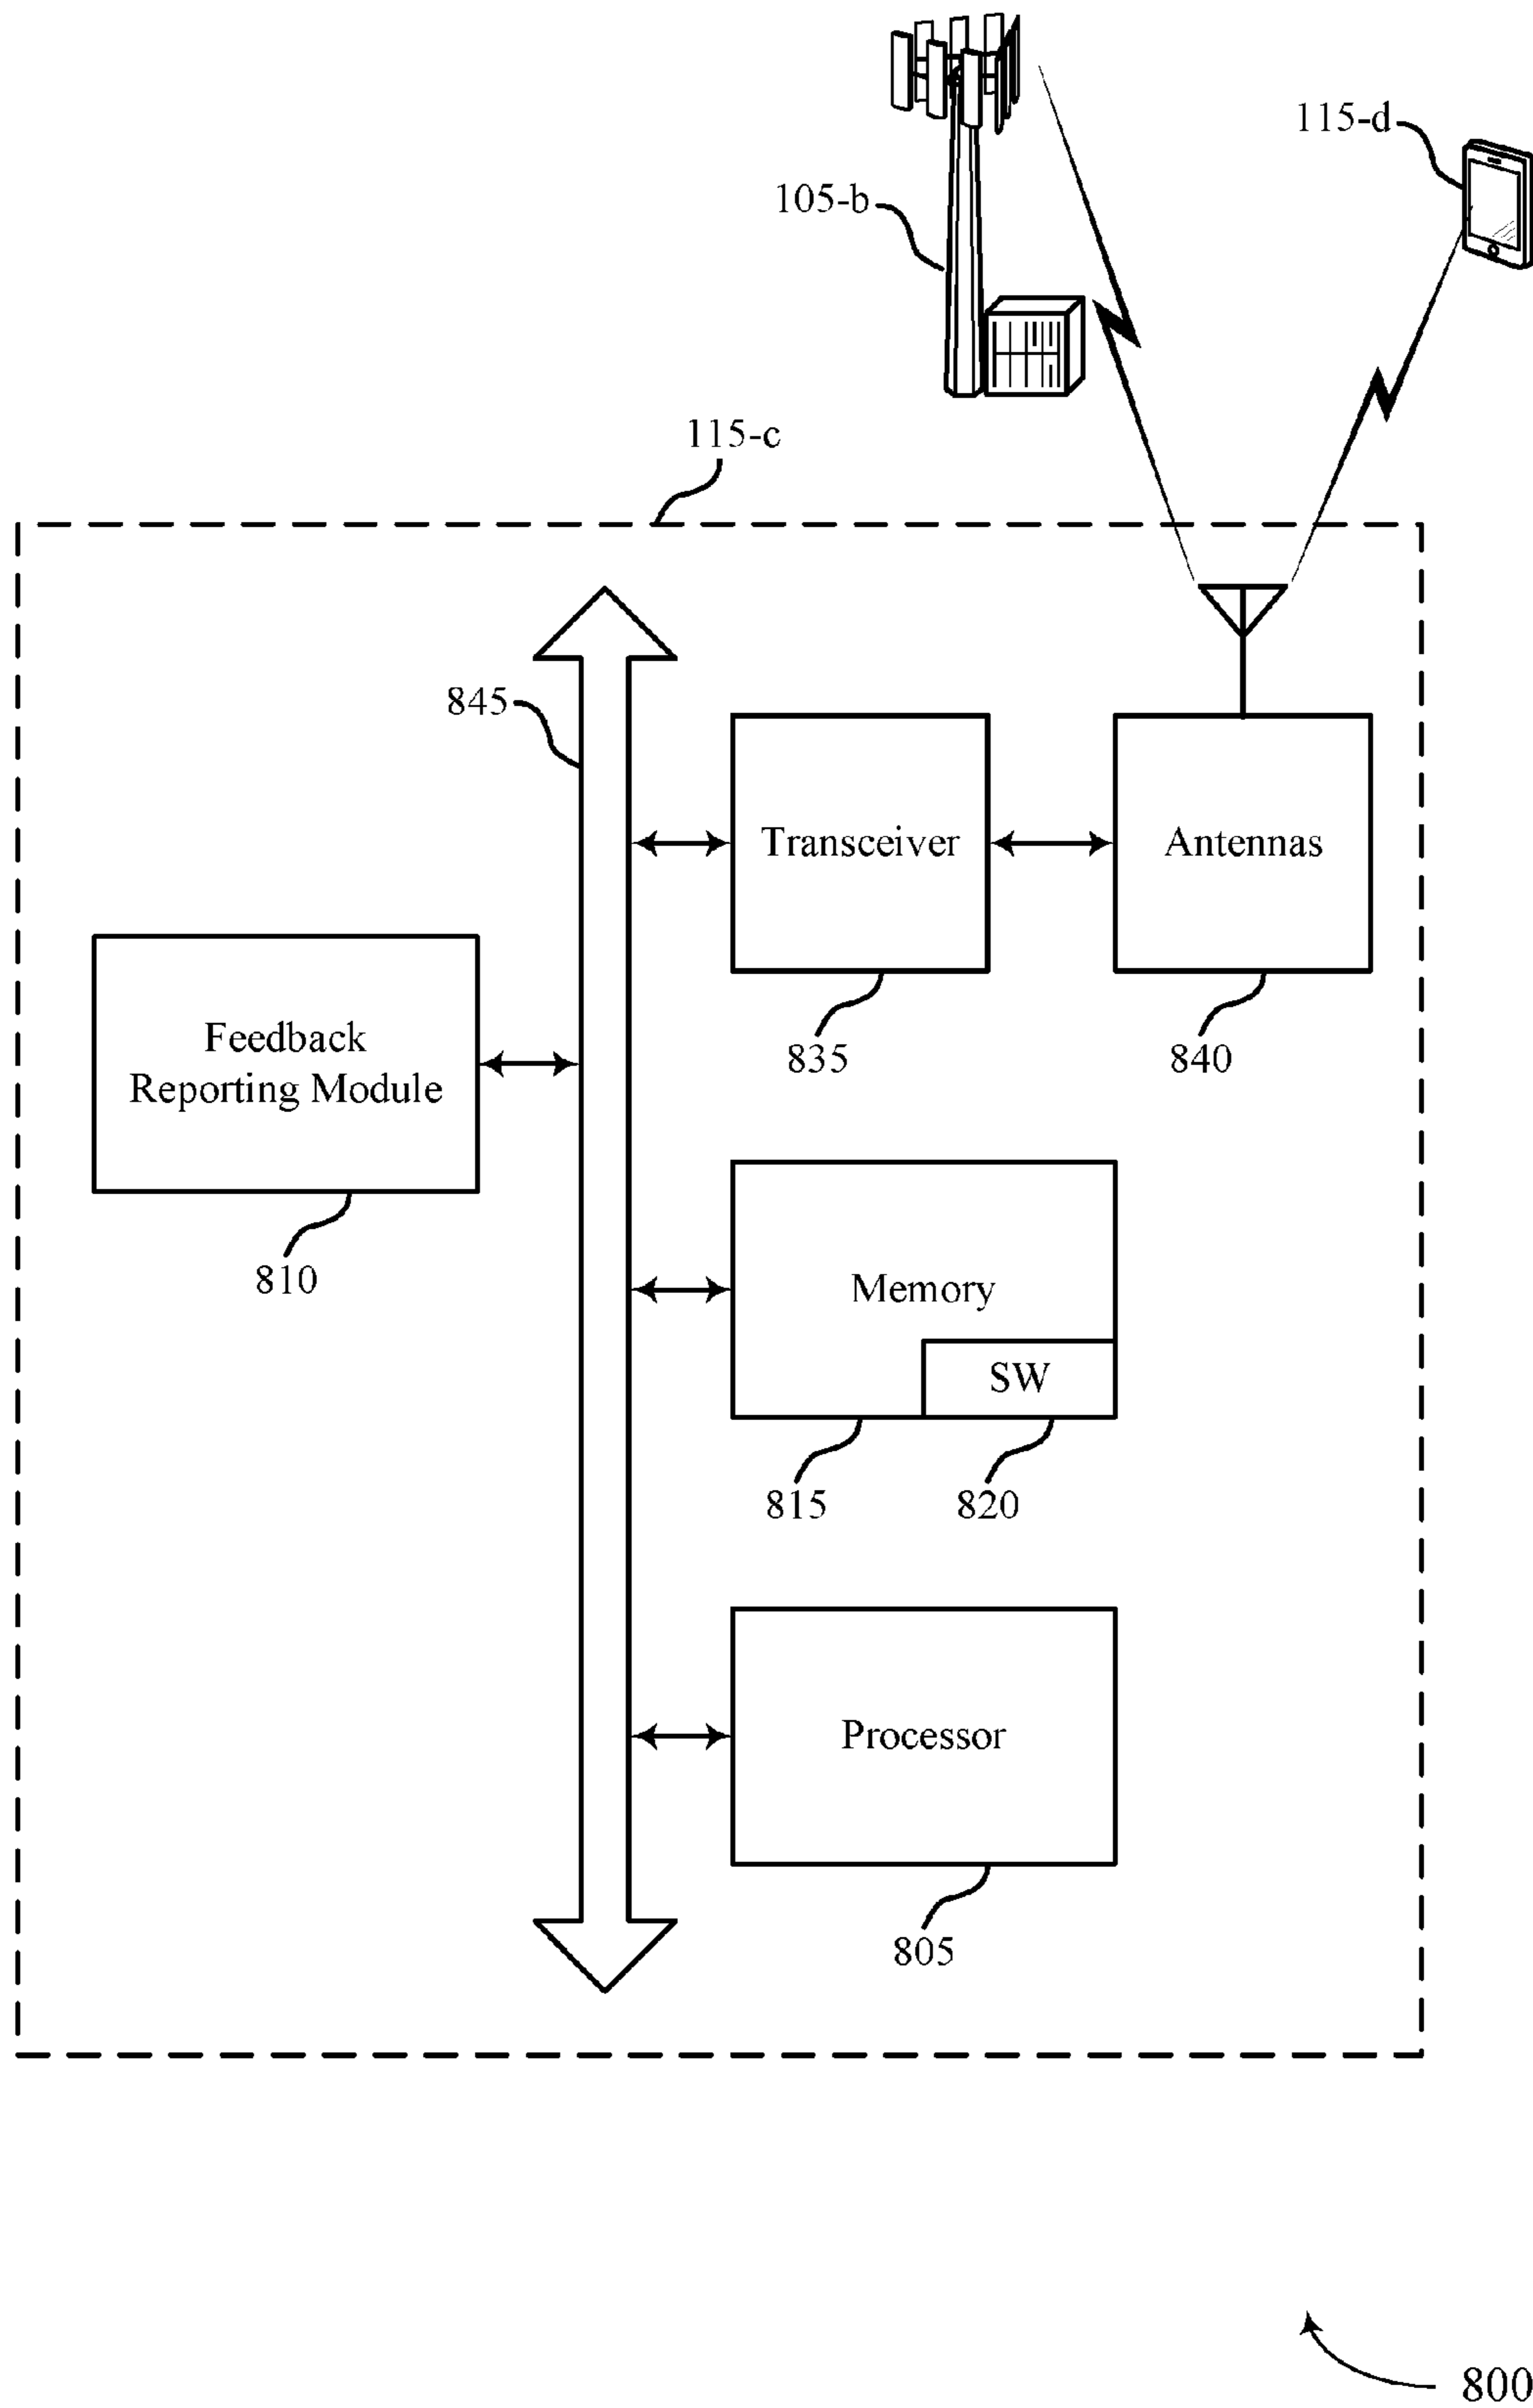 115-d
105-b
115-c
845
Transceiver
Antennas
835
840
Feedback
Reporting Module
810
Memory
SW
815
820
Processor
805
800